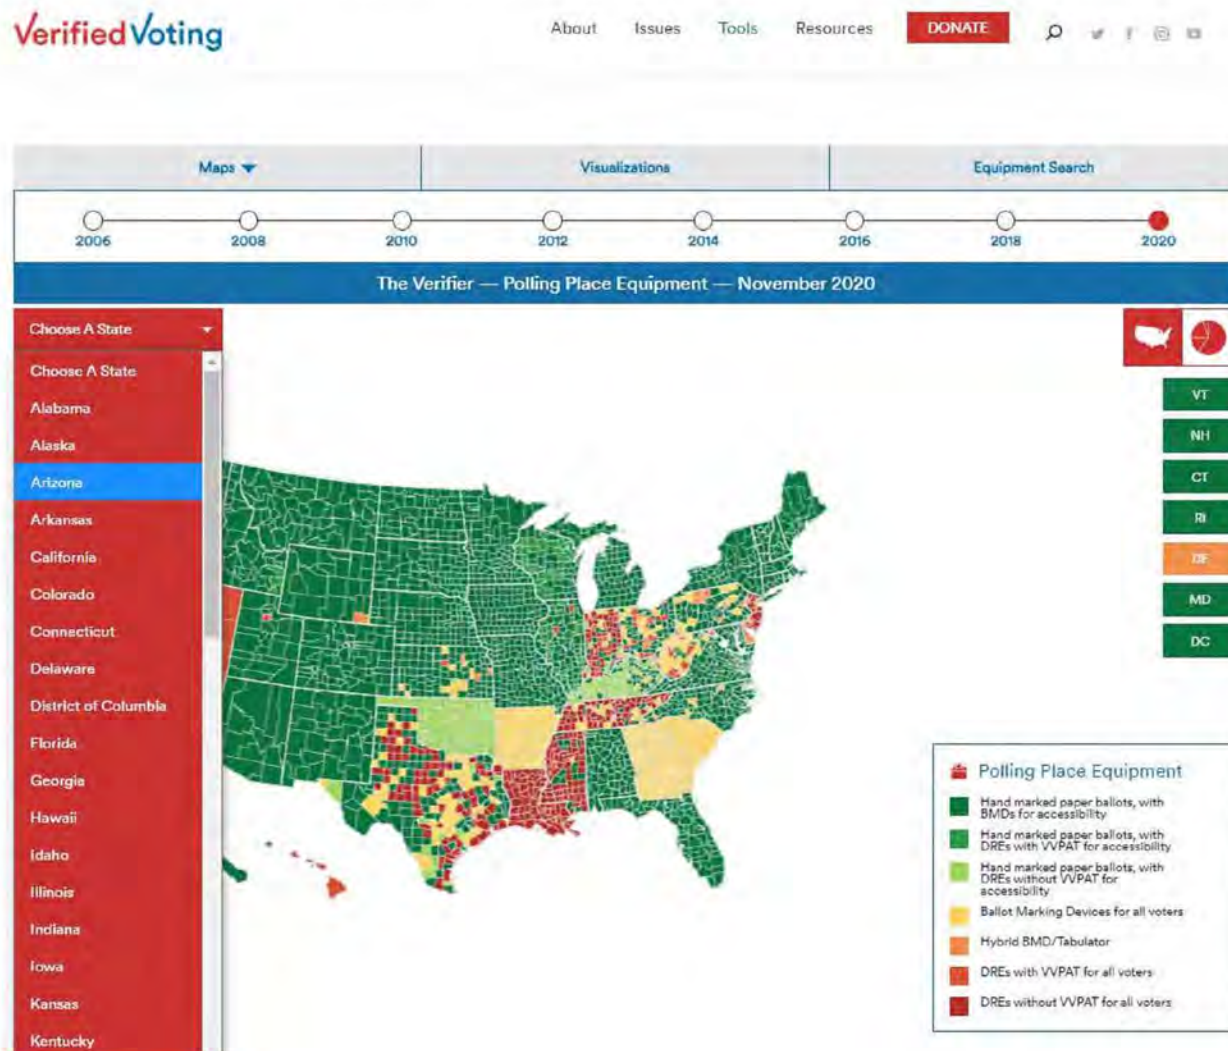 Verified Voting
About Issues Tools Resources DONATE
Maps Visualizations Equipment Search
2006 2008 2010 2012 2014 2016 2018 2020
The Verifier — Polling Place Equipment — November 2020
Choose A State
Choose A State
Alabama
Alaska
Arizona
Arkansas
California
Colorado
Connecticut
Delaware
District of Columbia
Florida
Georgia
Hawaii
Idaho
Illinois
Indiana
Iowa
Kansas
Kentucky
VT
NH
CT
RI
DE
MD
DC
Polling Place Equipment
Hand marked paper ballots, with
BMDs for accessibility
Hand marked paper ballots, with
DREs with VVPAT for accessibility
Hand marked paper ballots, with
DREs without VVPAT for
accessibility
Ballot Marking Devices for all voters
Hybrid BMD/Tabulator
DREs with VVPAT for all voters
DREs without VVPAT for all voters